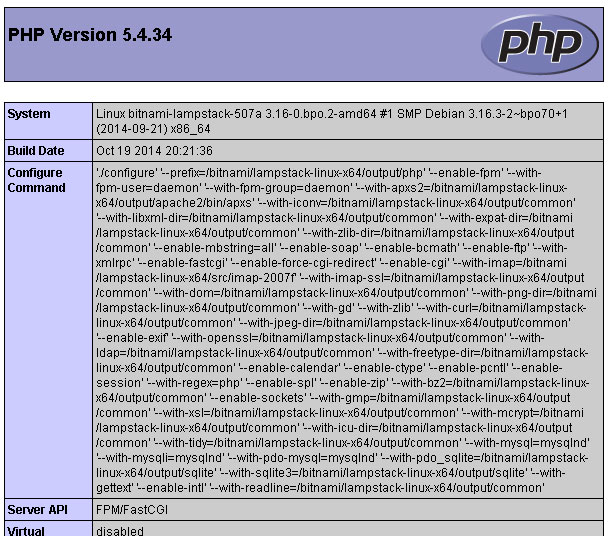 PHP Version 5.4.34
php
System
Linux bitnami-lampstack-507a 3.16-0.bpo.2-amd64 #1 SMP Debian 3.16.3-2~bpo70+1
(2014-09-21) x86_64
Build Date
Oct 19 2014 20:21:36
Configure
Command
'./configure' '--prefix=/bitnami/lampstack-linux-x64/output/php' '--enable-fpm' '--with-
fpm-user=daemon' '--with-fpm-group=daemon' '--with-apxs2=/bitnami/lampstack-linux-
x64/output/apache2/bin/apxs' '--with-iconv=/bitnami/lampstack-linux-x64/output/common'
'--with-libxml-dir=/bitnami/lampstack-linux-x64/output/common' '--with-expat-dir=/bitnami
/lampstack-linux-x64/output/common' '--with-zlib-dir=/bitnami/lampstack-linux-x64/output
/common' '--enable-mbstring=all' '--enable-soap' '--enable-bcmath' '--enable-ftp' '--with-
xmlrpc' '--enable-fastcgi' '--enable-force-cgi-redirect' '--enable-cgi' '--with-imap=/bitnami
/lampstack-linux-x64/src/imap-2007f' '--with-imap-ssl=/bitnami/lampstack-linux-x64/output
/common' '--with-dom=/bitnami/lampstack-linux-x64/output/common' '--with-png-dir=/bitnami
/lampstack-linux-x64/output/common' '--with-gd' '--with-zlib' '--with-curl=/bitnami/lampstack-
linux-x64/output/common' '--with-jpeg-dir=/bitnami/lampstack-linux-x64/output/common'
'--enable-exif' '--with-openssl=/bitnami/lampstack-linux-x64/output/common' '--with-
ldap=/bitnami/lampstack-linux-x64/output/common' '--with-freetype-dir=/bitnami/lampstack-
linux-x64/output/common' '--enable-calendar' '--enable-ctype' '--enable-pcntl' '--enable-
session' '--with-regex=php' '--enable-spl' '--enable-zip' '--with-bz2=/bitnami/lampstack-linux-
x64/output/common' '--enable-sockets' '--with-gmp=/bitnami/lampstack-linux-x64/output
/common' '--with-xsl=/bitnami/lampstack-linux-x64/output/common' '--with-mcrypt=/bitnami
/lampstack-linux-x64/output/common' '--with-icu-dir=/bitnami/lampstack-linux-x64/output
/common' '--with-tidy=/bitnami/lampstack-linux-x64/output/common' '--with-mysql=mysqlnd'
'--with-mysqli=mysqlnd' '--with-pdo-mysql=mysqlnd' '--with-pdo_sqlite=/bitnami/lampstack-
linux-x64/output/sqlite' '--with-sqlite3=/bitnami/lampstack-linux-x64/output/sqlite' '--with-
gettext' '--enable-intl' '--with-readline=/bitnami/lampstack-linux-x64/output/common'
Server API
FPM/FastCGI
Virtual
disabled